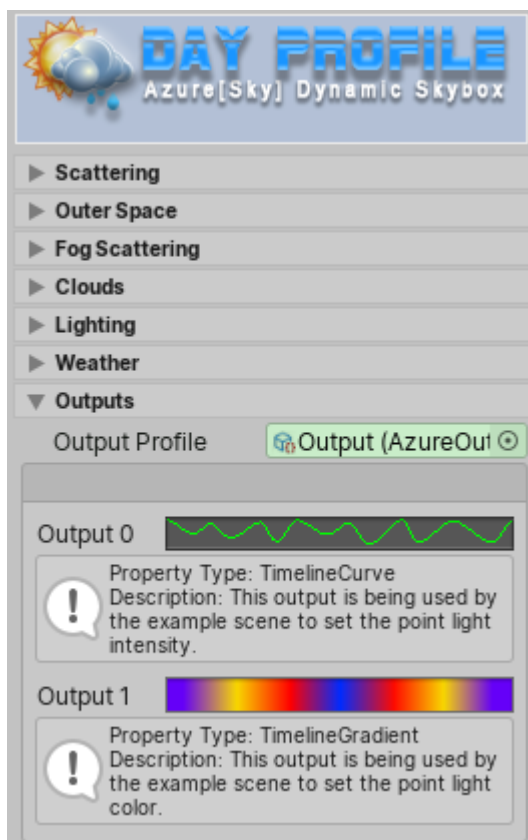 DAY PROFILE
Azure[Sky] Dynamic Skybox
Scattering
Outer Space
Fog Scattering
Clouds
Lighting
Weather
Outputs
Output Profile
Output (AzureOut
Output 0
Property Type: TimelineCurve
Description: This output is being used by
the example scene to set the point light
intensity.
Output 1
Property Type: TimelineGradient
Description: This output is being used by
the example scene to set the point light
color.